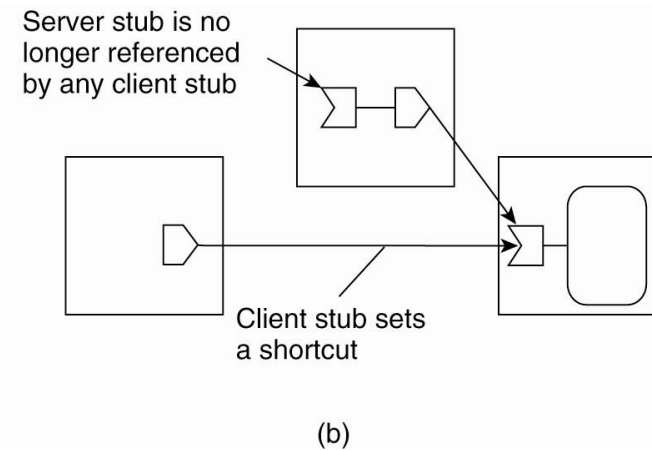 Server stub is no
longer referenced
by any client stub
Client stub sets
a shortcut
(b)